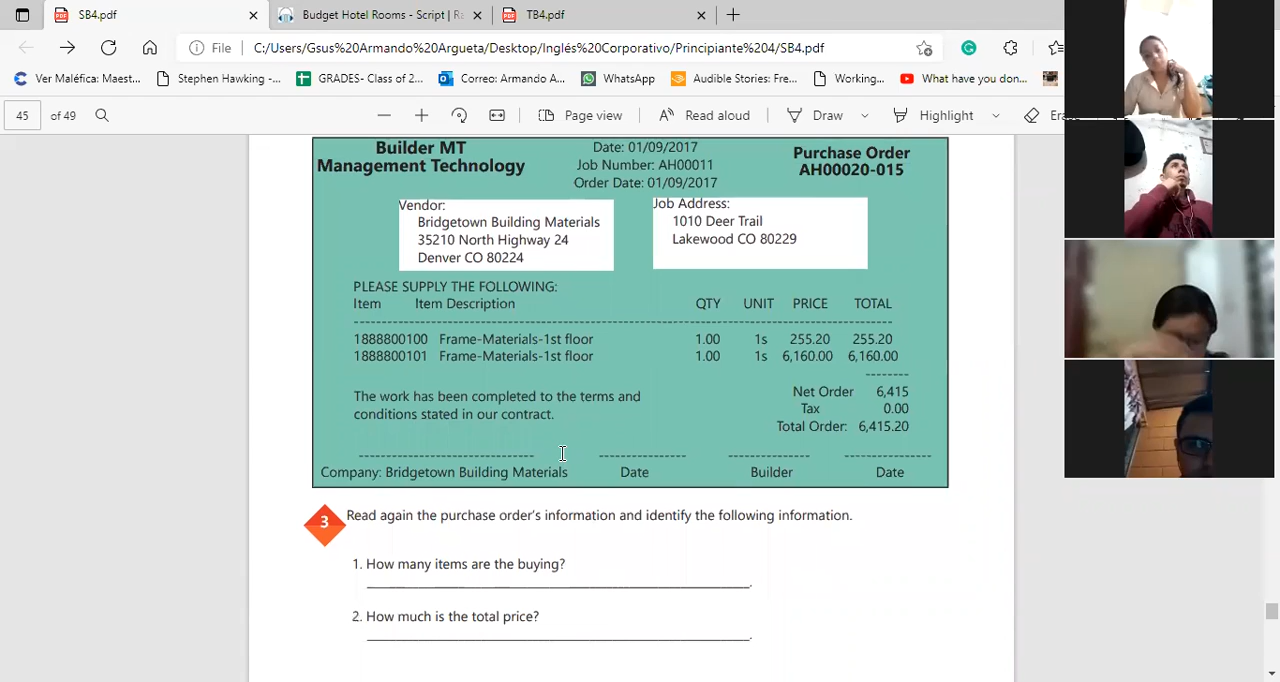 SB4.pdf
Budget Hotel Rooms - Script | Ra
TB4.pdf
File C:/Users/Gsus%20Armando%20Argueta/Desktop/Inglés%20Corporativo/Principiante%204/SB4.pdf
Ver Maléfica: Maest... Stephen Hawking -... GRADES- Class of 2... Correo: Armando A... WhatsApp Audible Stories: Fre... Working... What have you don...
45 of 49 Page view Read aloud Draw Highlight Era
Builder MT
Management Technology
Date: 01/09/2017
Job Number: AH00011
Order Date: 01/09/2017
Purchase Order
AH00020-015
Vendor:
Bridgetown Building Materials
35210 North Highway 24
Denver CO 80224
Job Address:
1010 Deer Trail
Lakewood CO 80229
PLEASE SUPPLY THE FOLLOWING:
Item Item Description QTY UNIT PRICE TOTAL
1888800100 Frame-Materials-1st floor 1.00 1s 255.20 255.20
1888800101 Frame-Materials-1st floor 1.00 1s 6,160.00 6,160.00
The work has been completed to the terms and
conditions stated in our contract.
Net Order 6,415
Tax 0.00
Total Order: 6,415.20
Company: Bridgetown Building Materials Date Builder Date
3 Read again the purchase order's information and identify the following information.
1. How many items are the buying?
2. How much is the total price?